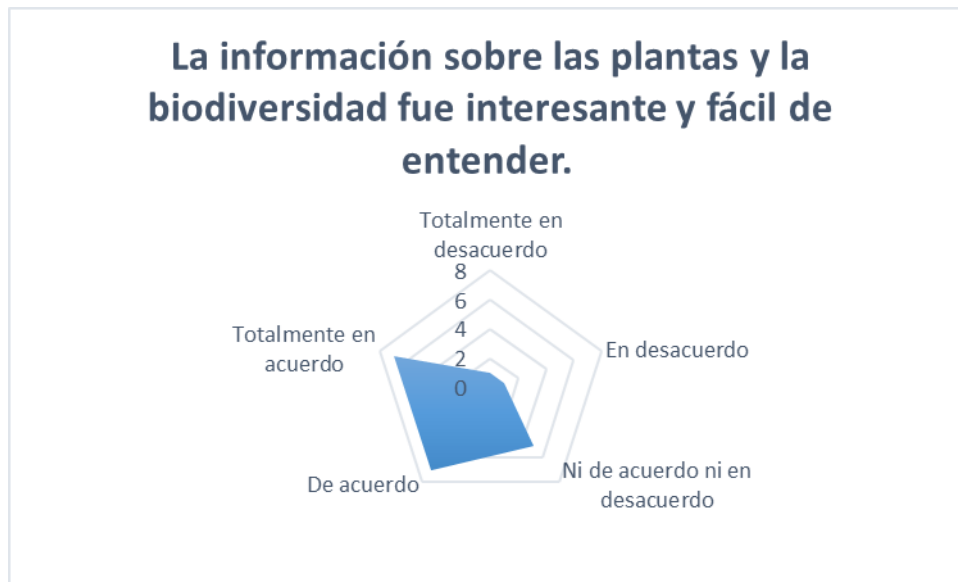 La información sobre las plantas y la
biodiversidad fue interesante y fácil de
entender.
Totalmente en
desacuerdo
8
6
4
2
0
En desacuerdo
Ni de acuerdo ni en
desacuerdo
De acuerdo
Totalmente en
acuerdo